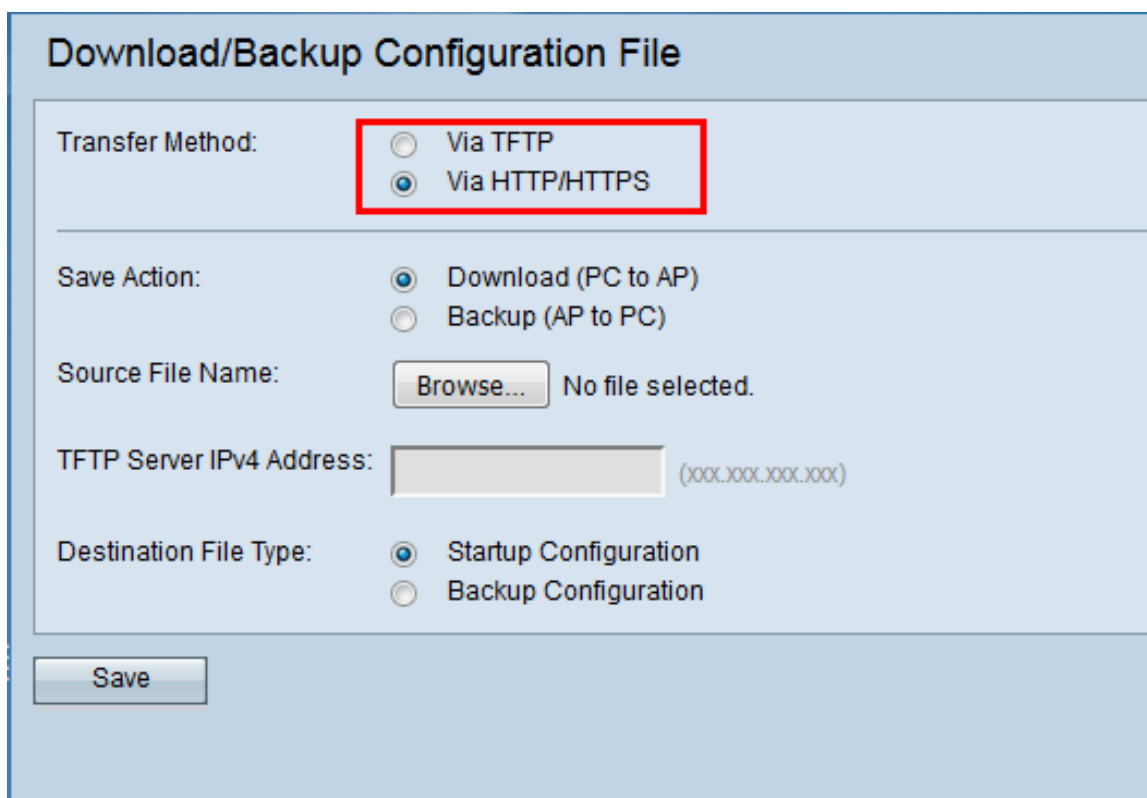 Download/Backup Configuration File
Transfer Method:
Via TFTP
Via HTTP/HTTPS
Save Action:
Download (PC to AP)
Backup (AP to PC)
Source File Name:
Browse... No file selected.
TFTP Server IPv4 Address:
(xxx.xxx.xxx.xxx)
Destination File Type:
Startup Configuration
Backup Configuration
Save